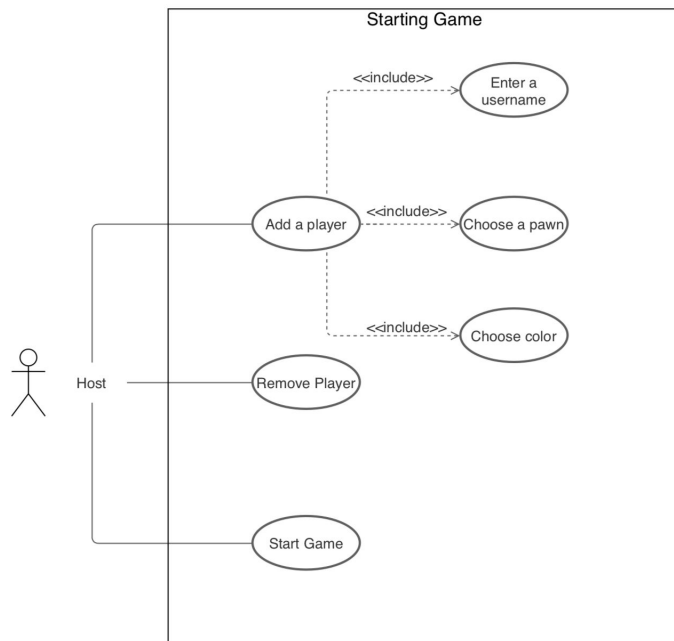 Starting Game
<<include>>
Enter a
username
Add a player
<<include>>
Choose a pawn
<<include>>
Choose color
Host
Remove Player
Start Game